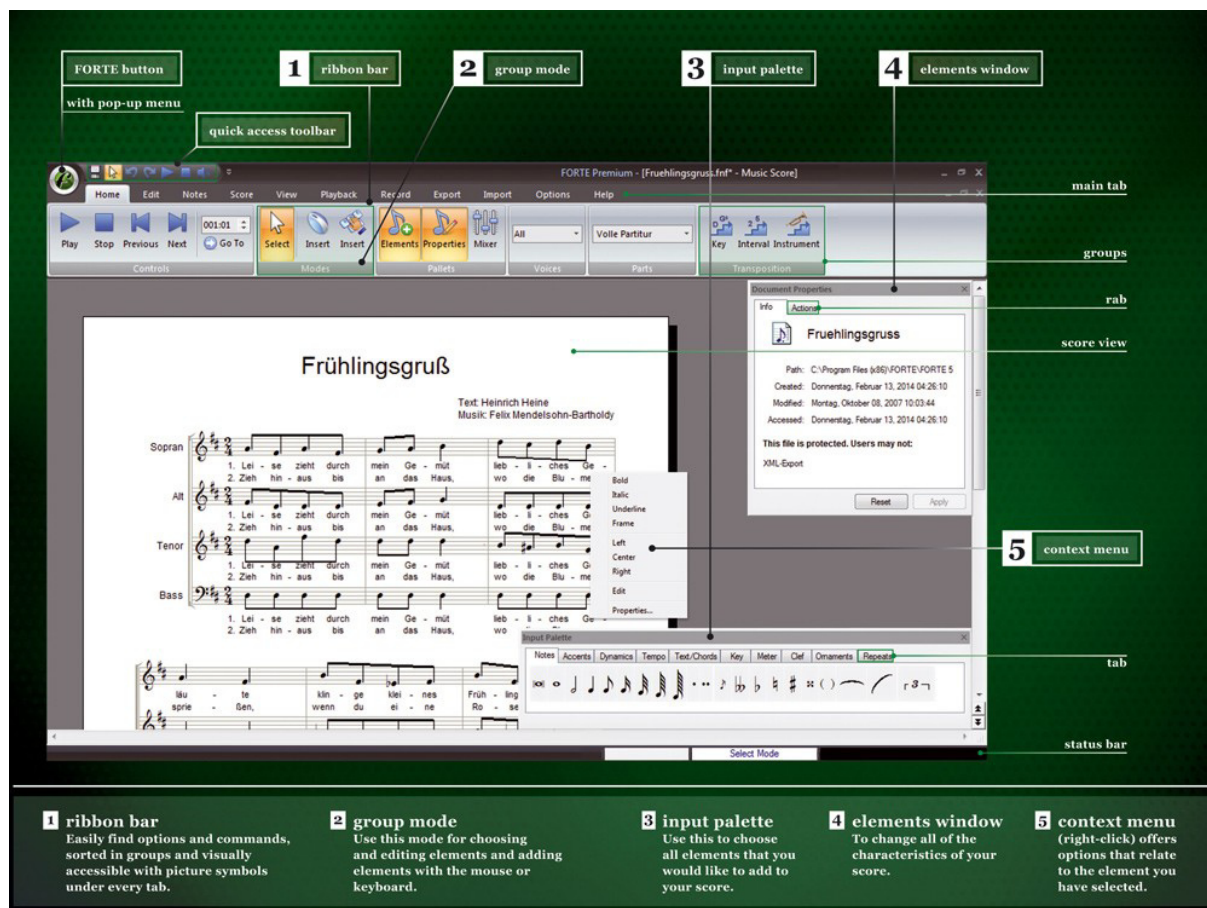 FORTE button
1 ribbon bar
2 group mode
3 input palette
4 elements window
with pop-up menu
quick access toolbar
FORTE Premium - [Fruehlingsgruss.fnf* - Music Score]
main tab
Home Edit Notes Score View Playback Record Export Import Options Help
001:01
All
Volle Partitur
Go To
Play Stop Previous Next
Select Insert Insert
Elements Properties Mixer
Key Interval Instrument
Controls Modes Pallets Voices Parts Transposition
groups
Document Properties
Info Actions
rab
Fruehlingsgruss
score view
Path: C:\Program Files (x86)\FORTE\FORTE 5
Created: Donnerstag, Februar 13, 2014 04:26:10
Modified: Montag, Oktober 08, 2007 10:03:44
Accessed: Donnerstag, Februar 13, 2014 04:26:10
This file is protected. Users may not:
XML-Export
Reset Apply
Frühlingsgruß
Text: Heinrich Heine
Musik: Felix Mendelsohn-Bartholdy
Sopran
1. Lei - se zieht durch mein Ge - müt lieb - li - ches Ge -
2. Zieh hin - aus bis an das Haus, wo die Blu - me
Alt
1. Lei - se zieht durch mein Ge - müt lieb - li - ches Ge -
2. Zieh hin - aus bis an das Haus, wo die Blu - me
Tenor
1. Lei - se zieht durch mein Ge - müt lieb - li - ches Ge
2. Zieh hin - aus bis an das Haus, wo die Blu - me
Bass
1. Lei - se zieht durch mein Ge - müt lieb - li - ches Ge -
2. Zieh hin - aus bis an das Haus, wo
Bold
Italic
Underline
Frame
Left
Center
Right
Edit
Properties...
5 context menu
Input Palette
Notes Accents Dynamics Tempo Text/Chords Key Meter Clef Ornaments Repeats
tab
3
läu - te klin - ge klei - nes Früh - ling
sprie - ßen, wenn du ei - ne Ro - se
status bar
Select Mode
1 ribbon bar
Easily find options and commands,
sorted in groups and visually
accessible with picture symbols
under every tab.
2 group mode
Use this mode for choosing
and editing elements and adding
elements with the mouse or
keyboard.
3 input palette
Use this to choose
all elements that you
would like to add to
your score.
4 elements window
To change all of the
characteristics of your
score.
5 context menu
(right-click) offers
options that relate
to the element you
have selected.